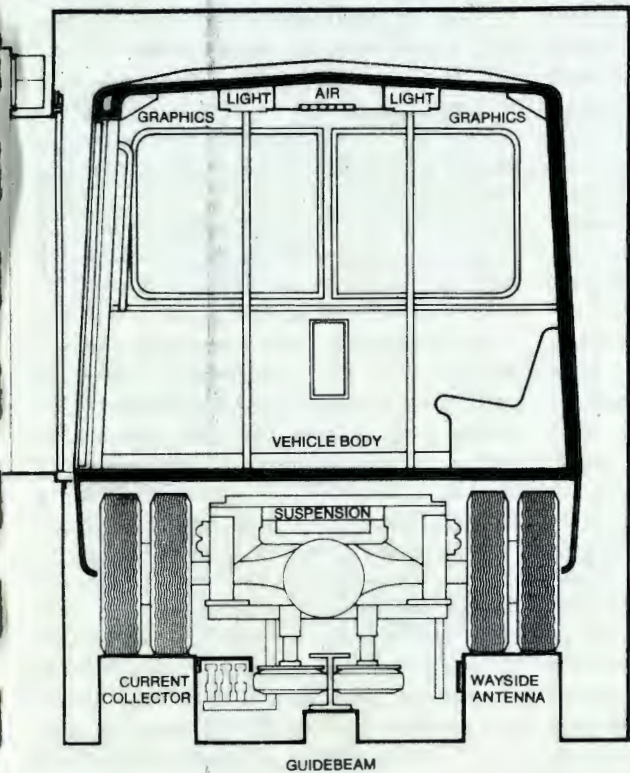 LIGHT
AIR
LIGHT
GRAPHICS
GRAPHICS
VEHICLE BODY
SUSPENSION
CURRENT
COLLECTOR
WAYSIDE
ANTENNA
GUIDEBEAM